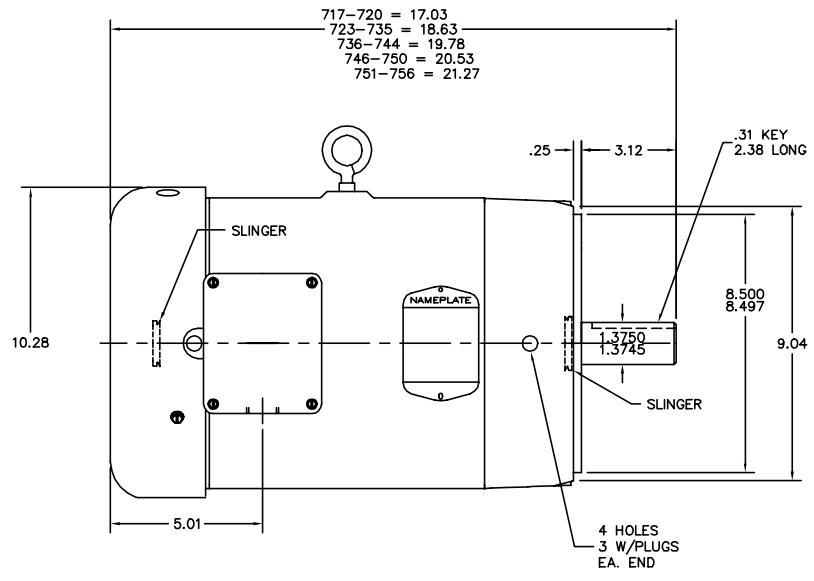 717-720 = 17.03
723-735 = 18.63
736-744 = 19.78
746-750 = 20.53
751-756 = 21.27
.31 KEY
2.38 LONG
.25
3.12
SLINGER
NAMEPLATE
8.500
8.497
10.28
1.3750
1.3745
9.04
SLINGER
5.01
4 HOLES
3 W/PLUGS
EA. END